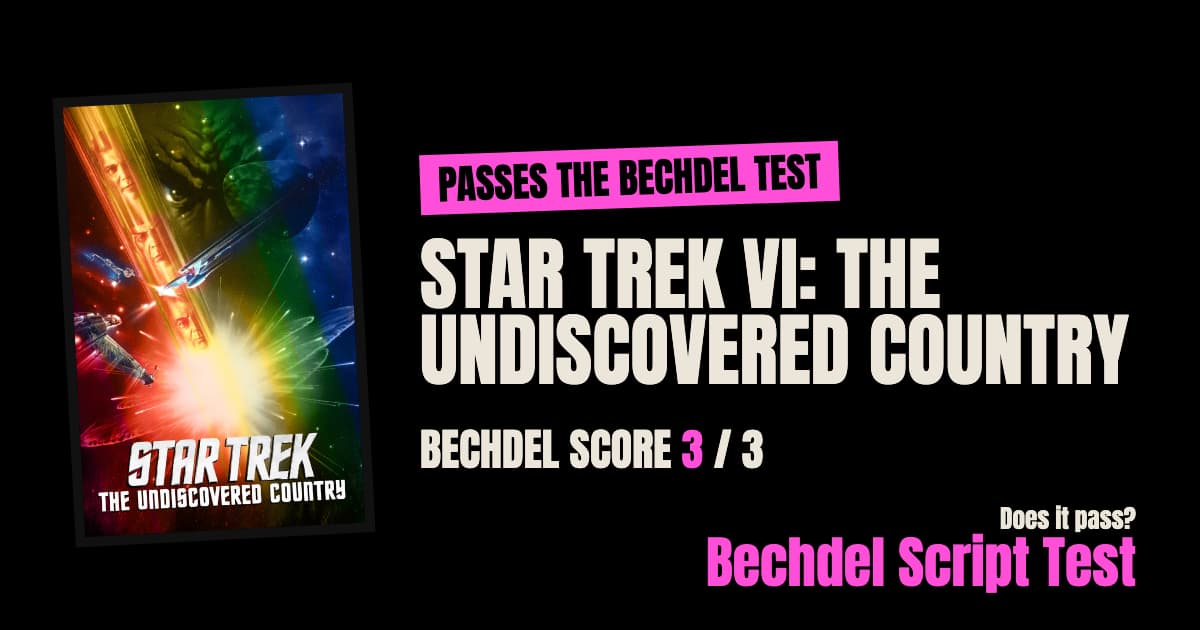 STAR TREK
THE UNDISCOVERED COUNTRY
PASSES THE BECHDEL TEST
STAR TREK VI: THE
UNDISCOVERED COUNTRY
BECHDEL SCORE 3 / 3
Does it pass?
Bechdel Script Test